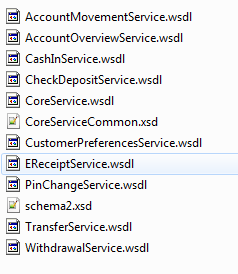 AccountMovementService.wsdl
AccountOverviewService.wsdl
CashInService.wsdl
CheckDepositService.wsdl
CoreService.wsdl
CoreServiceCommon.xsd
CustomerPreferencesService.wsdl
EReceiptService.wsdl
PinChangeService.wsdl
schema2.xsd
TransferService.wsdl
WithdrawalService.wsdl